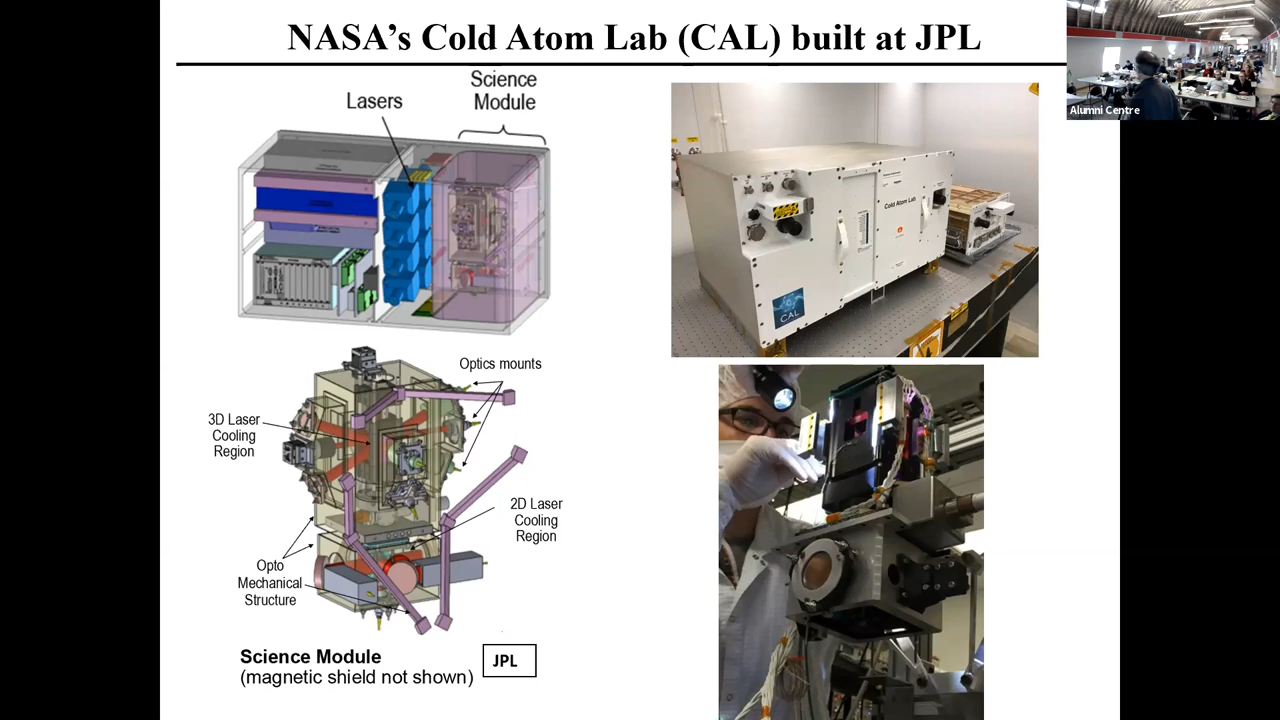 NASA's Cold Atom Lab (CAL) built at JPL
Alumni Centre
Lasers
Science
Module
Cold Atom Lab
CAL
Optics mounts
3D Laser
Cooling
Region
2D Laser
Cooling
Region
Opto
Mechanical
Structure
Science Module
(magnetic shield not shown)
JPL